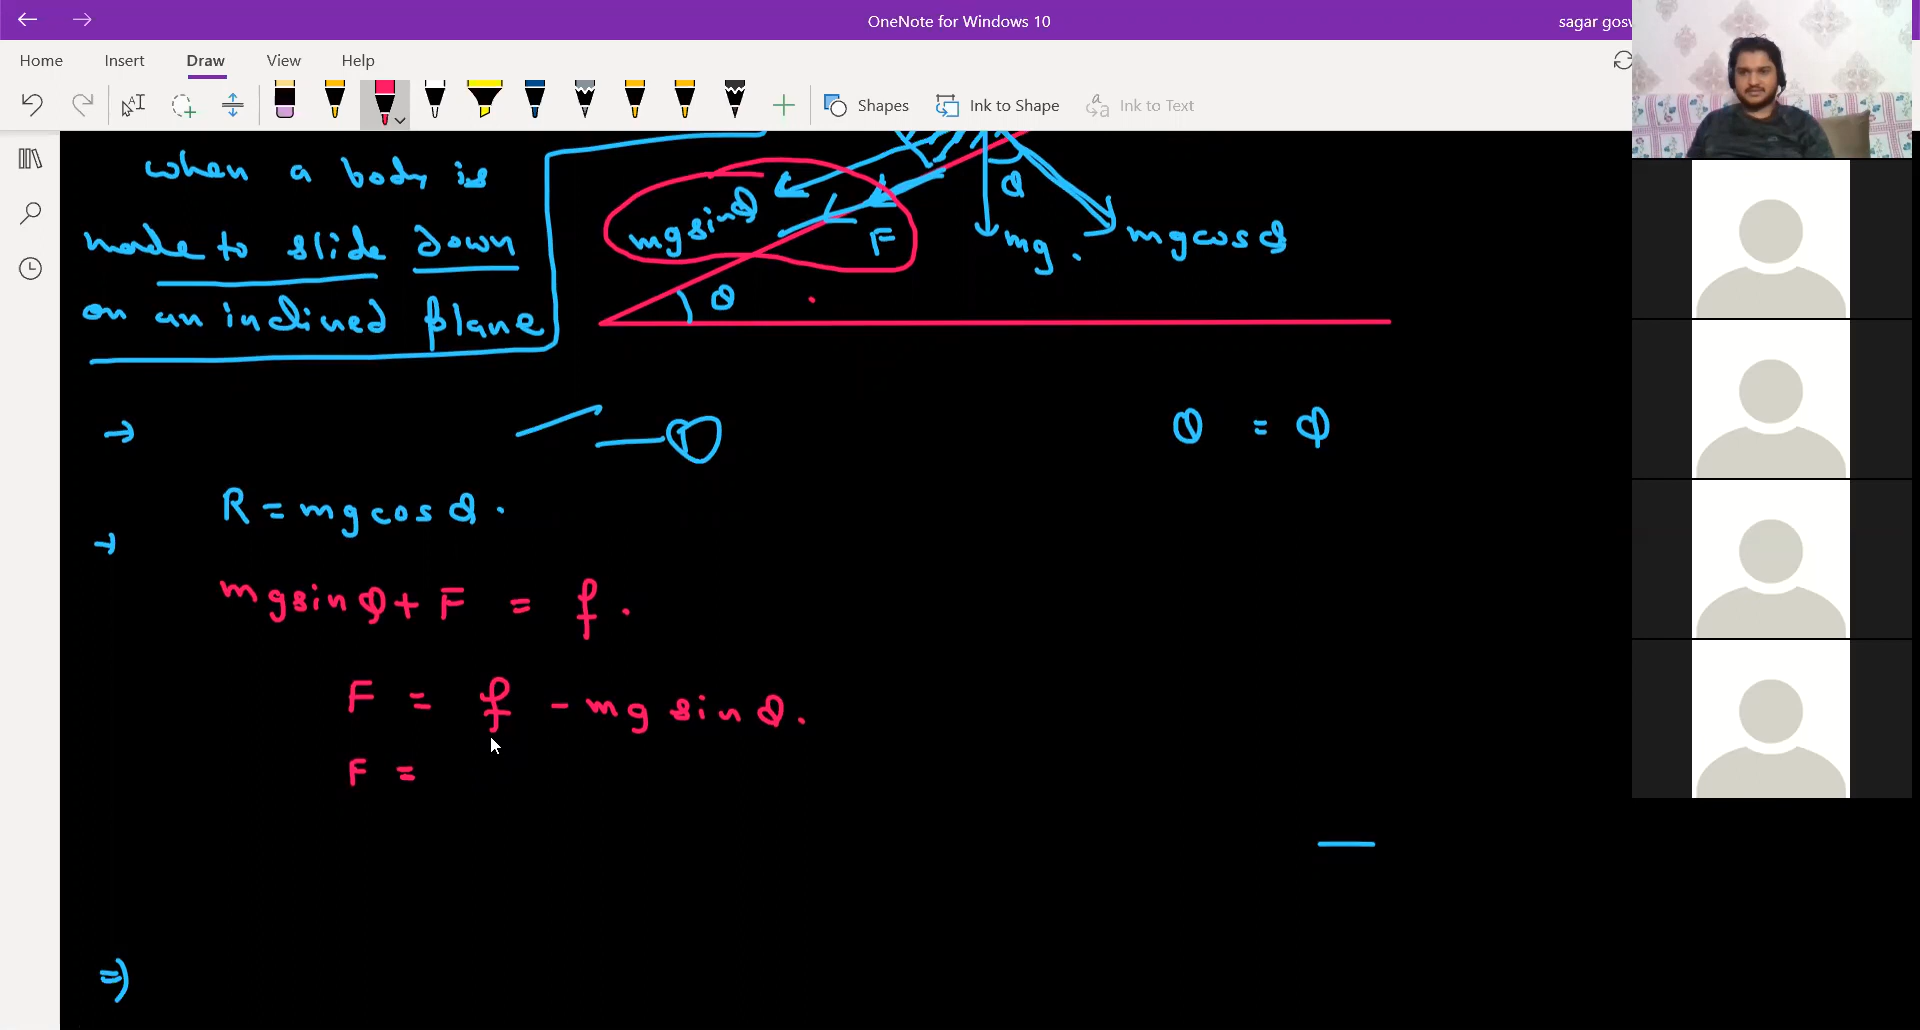 OneNote for Windows 10
sagar gosw
Home Insert Draw View Help
Shapes Ink to Shape Ink to Text
when a body is
made to slide down
on an inclined plane
mgsinθ
F
θ
mg.
mgcosθ
θ
θ = φ
R = mgcosθ.
mgsinθ + F = f.
F = f - mg sinθ.
F =